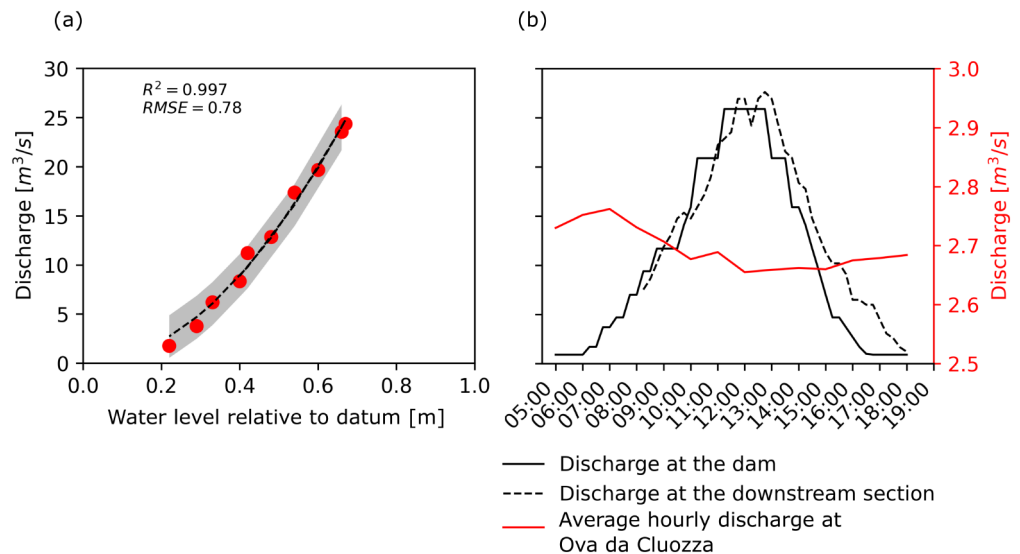 (a)
(b)
R² = 0.997
RMSE = 0.78
30
25
20
15
10
5
0
Discharge [m³/s]
0.0 0.2 0.4 0.6 0.8 1.0
Water level relative to datum [m]
3.0
2.9
2.8
2.7
2.6
2.5
Discharge [m³/s]
05:00 06:00 07:00 08:00 09:00 10:00 11:00 12:00 13:00 14:00 15:00 16:00 17:00 18:00 19:00
Discharge at the dam
Discharge at the downstream section
Average hourly discharge at
Ova da Cluozza